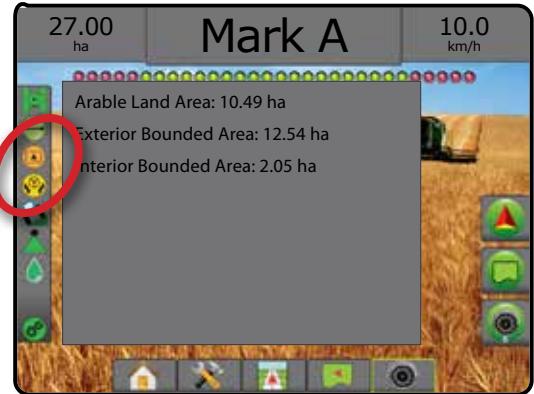 27.00
ha
Mark A
10.0
km/h
Arable Land Area: 10.49 ha
Exterior Bounded Area: 12.54 ha
Interior Bounded Area: 2.05 ha